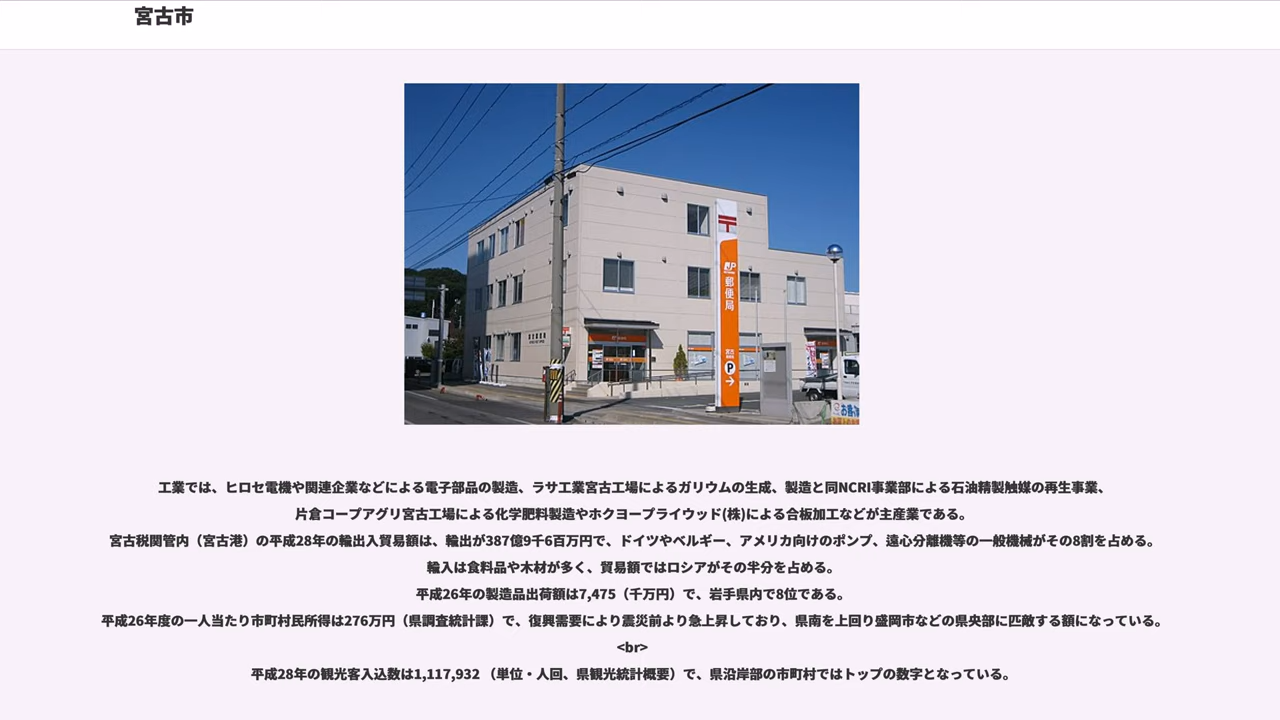 宮古市
JP
郵便局
P
工業では、ヒロセ電機や関連企業などによる電子部品の製造、ラサ工業宮古工場によるガリウムの生成、製造と同NCRI事業部による石油精製触媒の再生事業、
片倉コープアグリ宮古工場による化学肥料製造やホクヨープライウッド(株)による合板加工などが主産業である。
宮古税関管内（宮古港）の平成28年の輸出入貿易額は、輸出が387億9千6百万円で、ドイツやベルギー、アメリカ向けのポンプ、遠心分離機等の一般機械がその8割を占める。
輸入は食料品や木材が多く、貿易額ではロシアがその半分を占める。
平成26年の製造品出荷額は7,475（千万円）で、岩手県内で8位である。
平成26年度の一人当たり市町村民所得は276万円（県調査統計課）で、復興需要により震災前より急上昇しており、県南を上回り盛岡市などの県央部に匹敵する額になっている。
<br>
平成28年の観光客入込数は1,117,932 （単位・人回、県観光統計概要）で、県沿岸部の市町村ではトップの数字となっている。